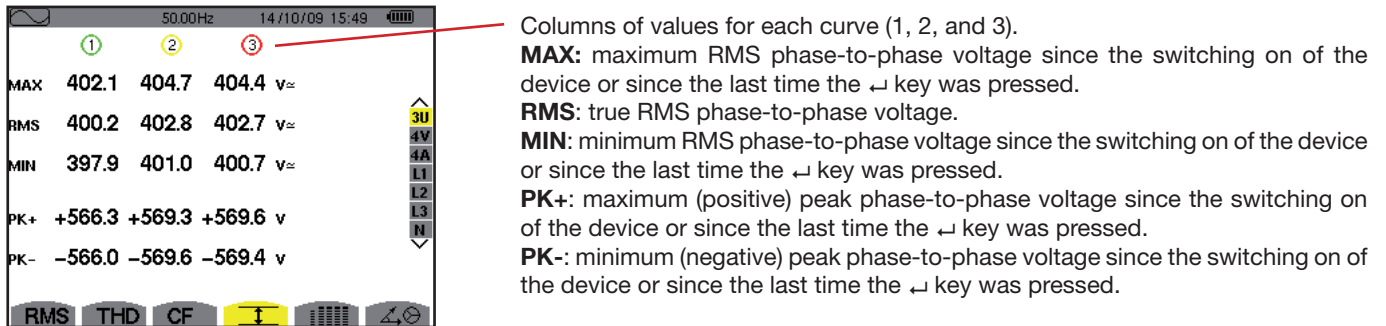 50.00Hz 14/10/09 15:49
1 2 3
MAX 402.1 404.7 404.4 V≃
RMS 400.2 402.8 402.7 V≃
MIN 397.9 401.0 400.7 V≃
PK+ +566.3 +569.3 +569.6 V
PK- -566.0 -569.6 -569.4 V
3U
4V
4A
L1
L2
L3
N
RMS THD CF
Columns of values for each curve (1, 2, and 3).
MAX: maximum RMS phase-to-phase voltage since the switching on of the
device or since the last time the ↵ key was pressed.
RMS: true RMS phase-to-phase voltage.
MIN: minimum RMS phase-to-phase voltage since the switching on of the device
or since the last time the ↵ key was pressed.
PK+: maximum (positive) peak phase-to-phase voltage since the switching on
of the device or since the last time the ↵ key was pressed.
PK-: minimum (negative) peak phase-to-phase voltage since the switching on of
the device or since the last time the ↵ key was pressed.